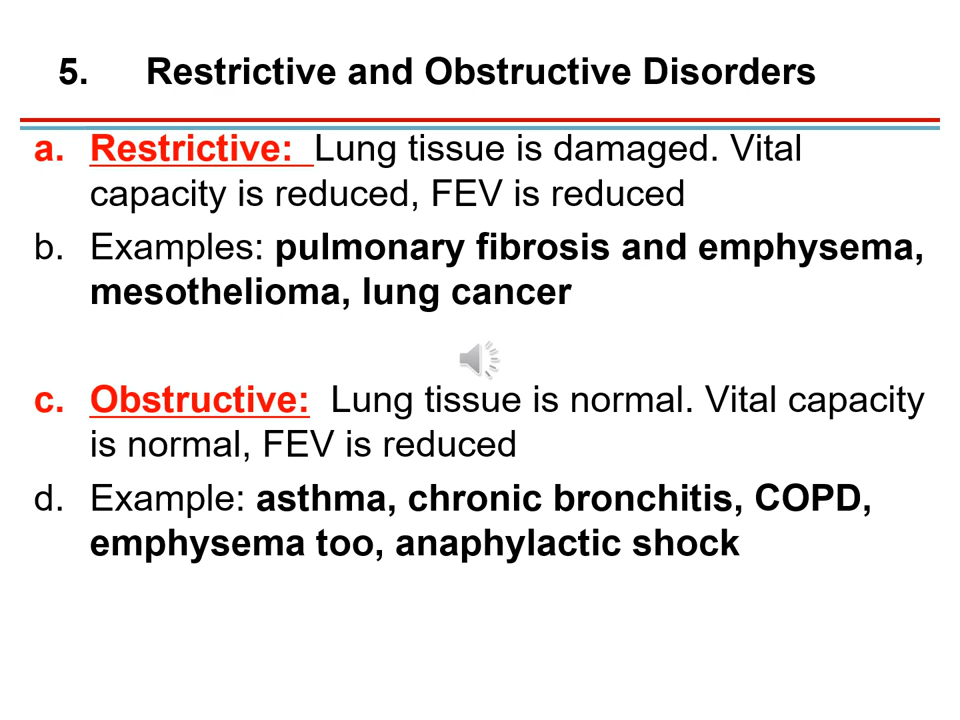 5. Restrictive and Obstructive Disorders
a. Restrictive: Lung tissue is damaged. Vital
capacity is reduced, FEV is reduced
b. Examples: pulmonary fibrosis and emphysema,
mesothelioma, lung cancer
c. Obstructive: Lung tissue is normal. Vital capacity
is normal, FEV is reduced
d. Example: asthma, chronic bronchitis, COPD,
emphysema too, anaphylactic shock